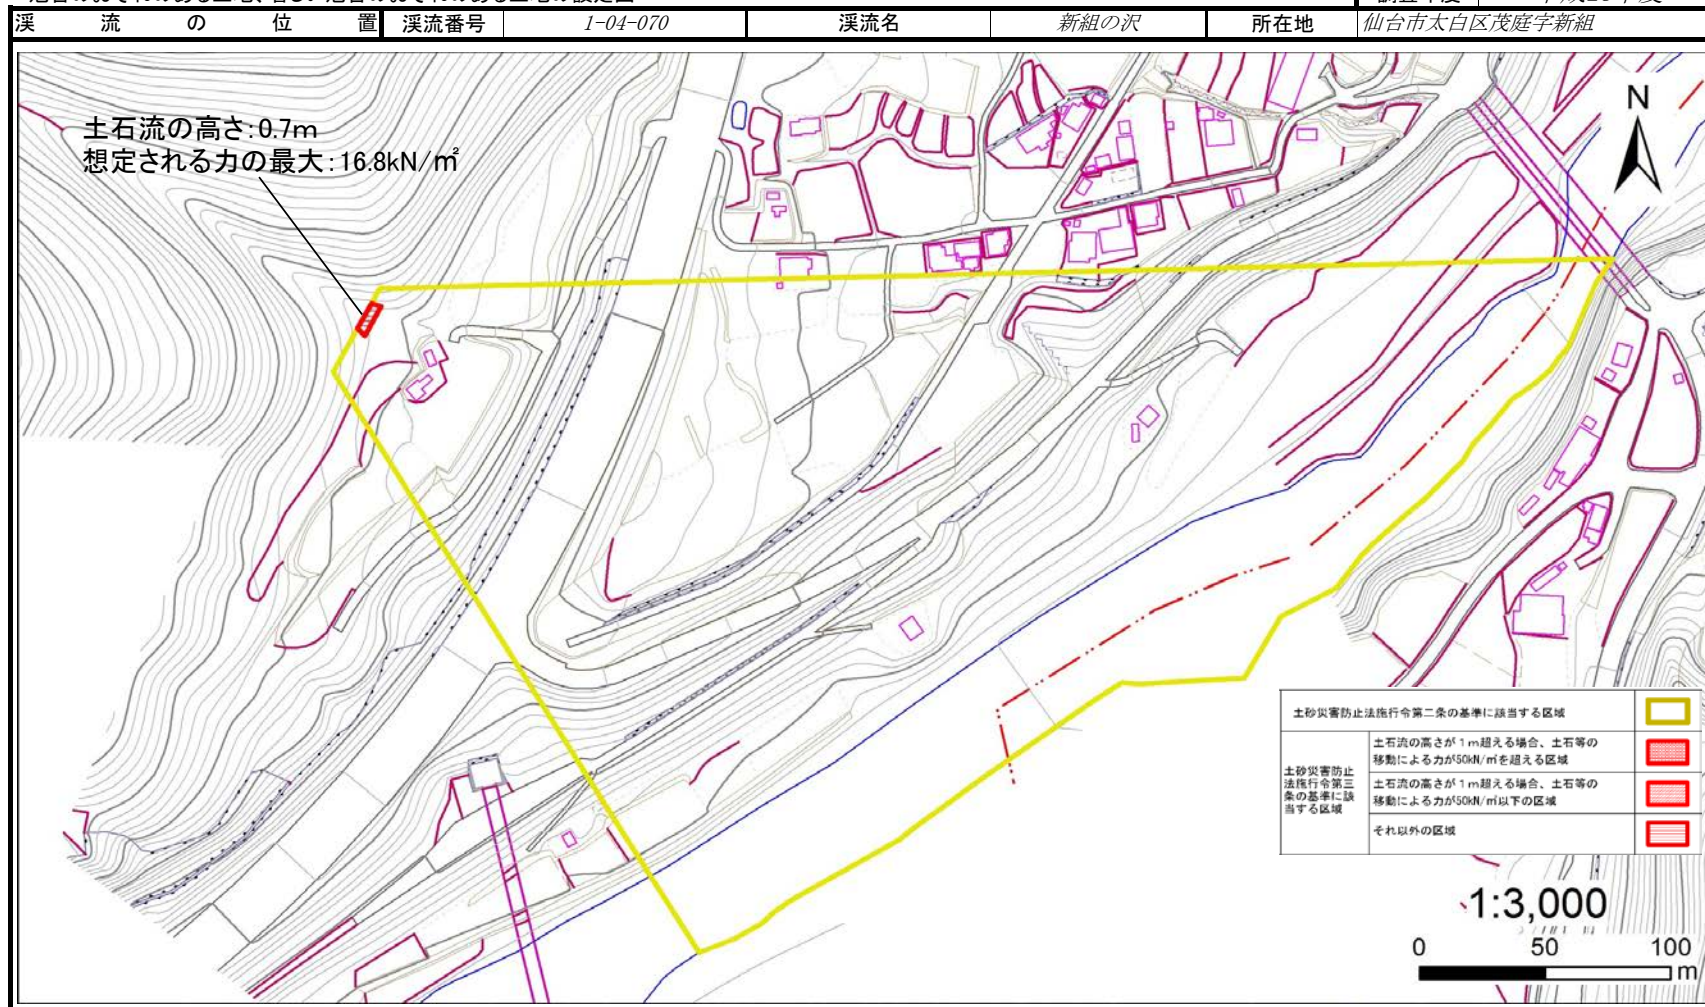 渓流の位置 渓流番号 1-04-070 渓流名 新組の沢 所在地 仙台市太白区茂庭字新組
土石流の高さ:0.7m
想定される力の最大:16.8kN/㎡
N
土砂災害防止法施行令第二条の基準に該当する区域
土砂災害防止
法施行令第三
条の基準に該
当する区域
土石流の高さが1m超える場合、土石等の
移動による力が50kN/㎡を超える区域
土石流の高さが1m超える場合、土石等の
移動による力が50kN/㎡以下の区域
それ以外の区域
1:3,000
0 50 100
m